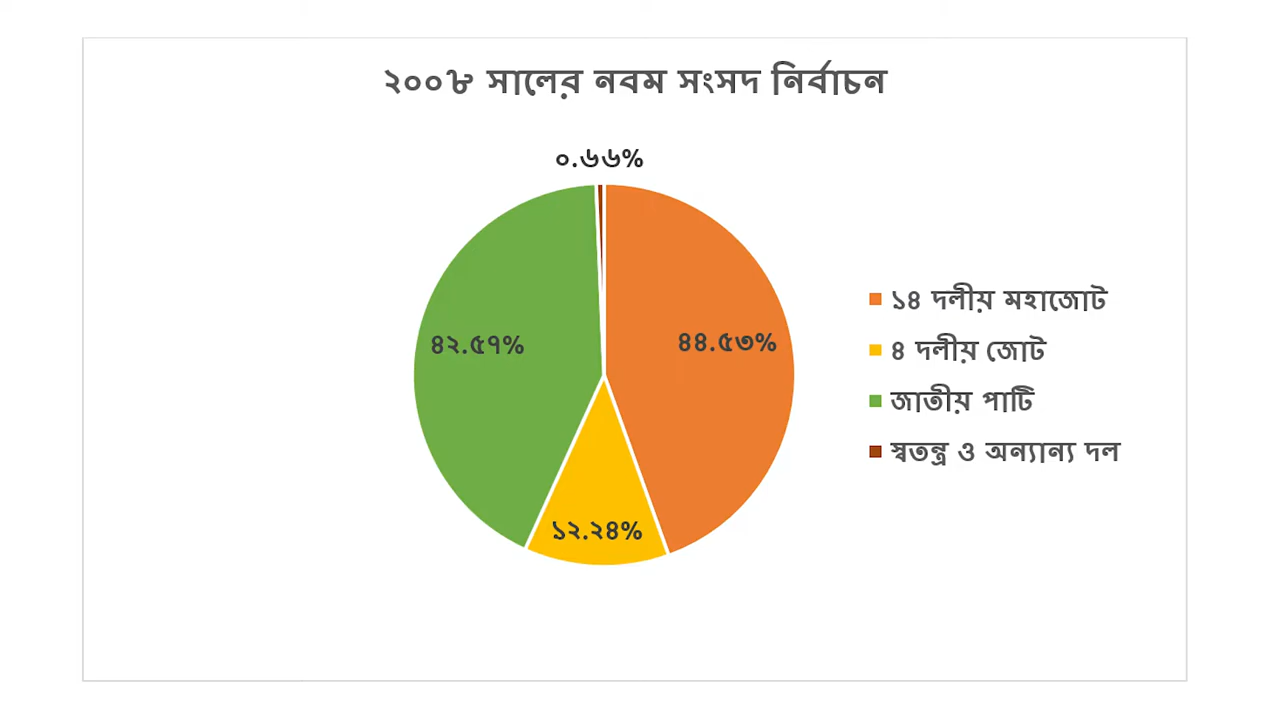 ২০০৮ সালের নবম সংসদ নির্বাচন
০.৬৬%
৪২.৫৭%
৪৪.৫৩%
১২.২৪%
১৪ দলীয় মহাজোট
৪ দলীয় জোট
জাতীয় পার্টি
স্বতন্ত্র ও অন্যান্য দল